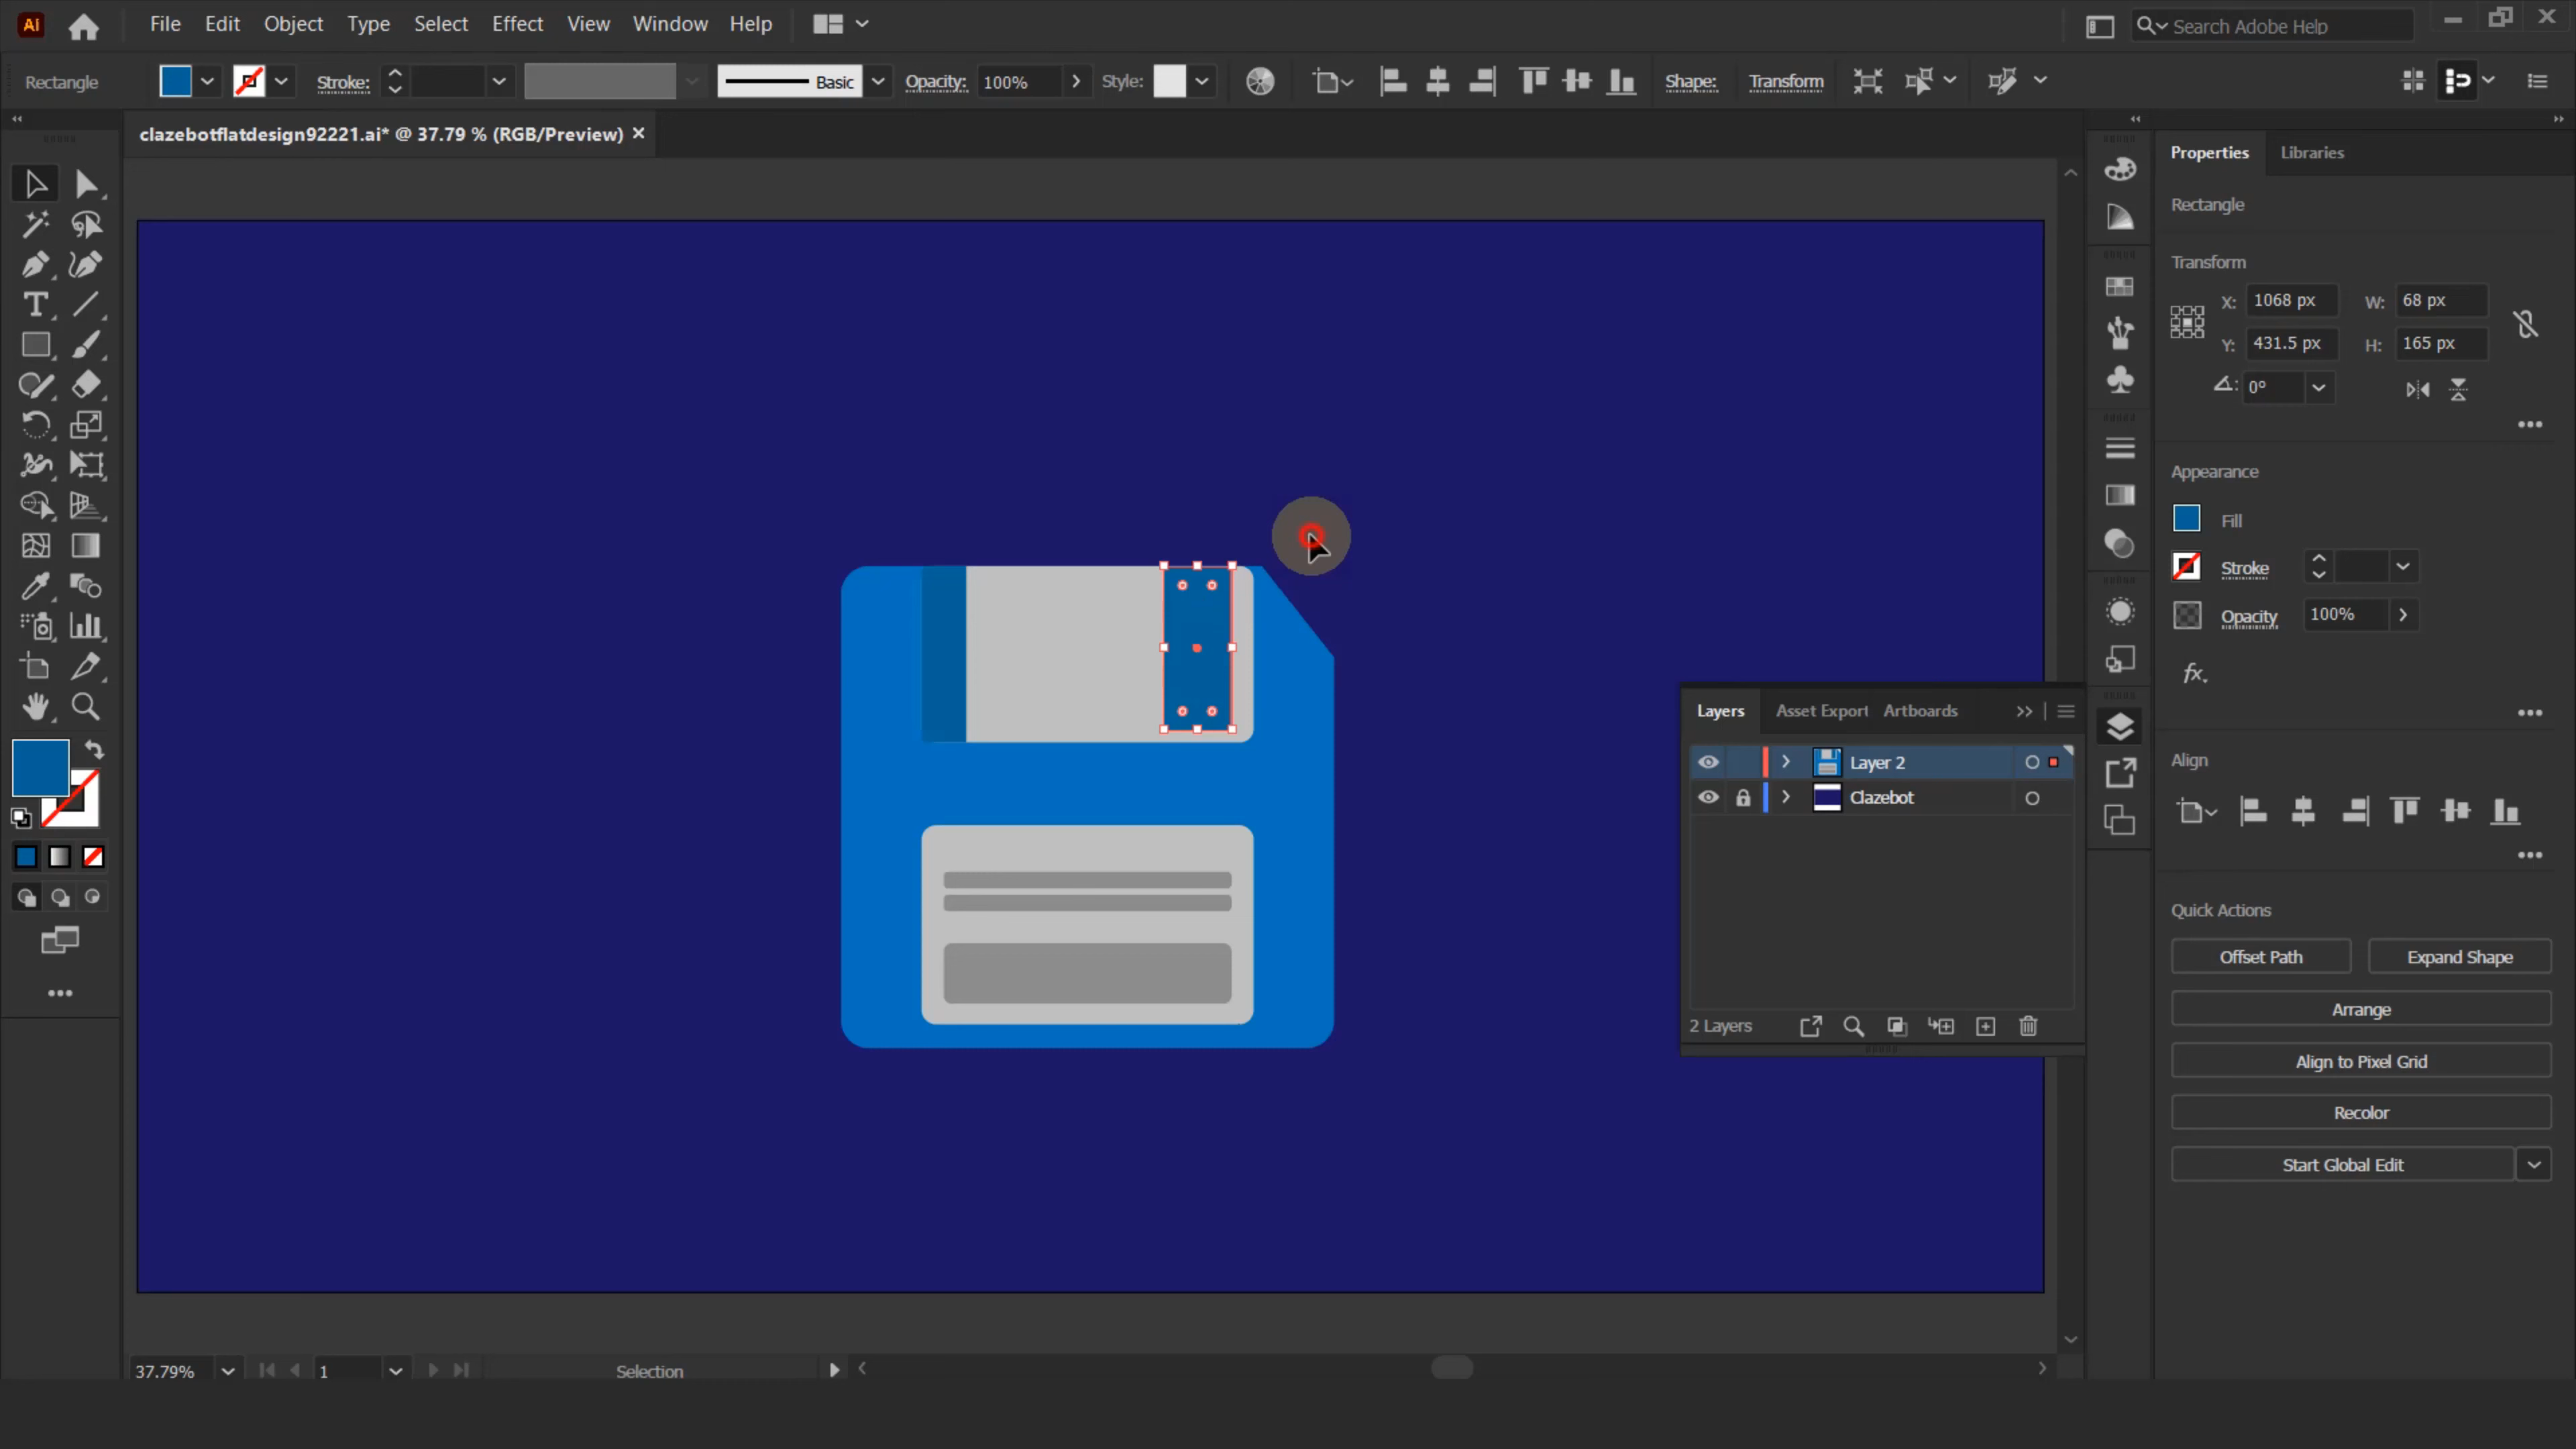 Ai File Edit Object Type Select Effect View Window Help Search Adobe Help
Rectangle Stroke: Basic Opacity: 100% Style: Shape: Transform
clazebotflatdesign92221.ai* @ 37.79 % (RGB/Preview) ×
Properties Libraries
Rectangle
Transform
X: 1068 px W: 68 px
Y: 431.5 px H: 165 px
0°
Appearance
Fill
Stroke
Opacity 100%
fx.
Align
Quick Actions
Offset Path Expand Shape
Arrange
Align to Pixel Grid
Recolor
Start Global Edit
Layers Asset Export Artboards
Layer 2
Clazebot
2 Layers
37.79% 1 Selection